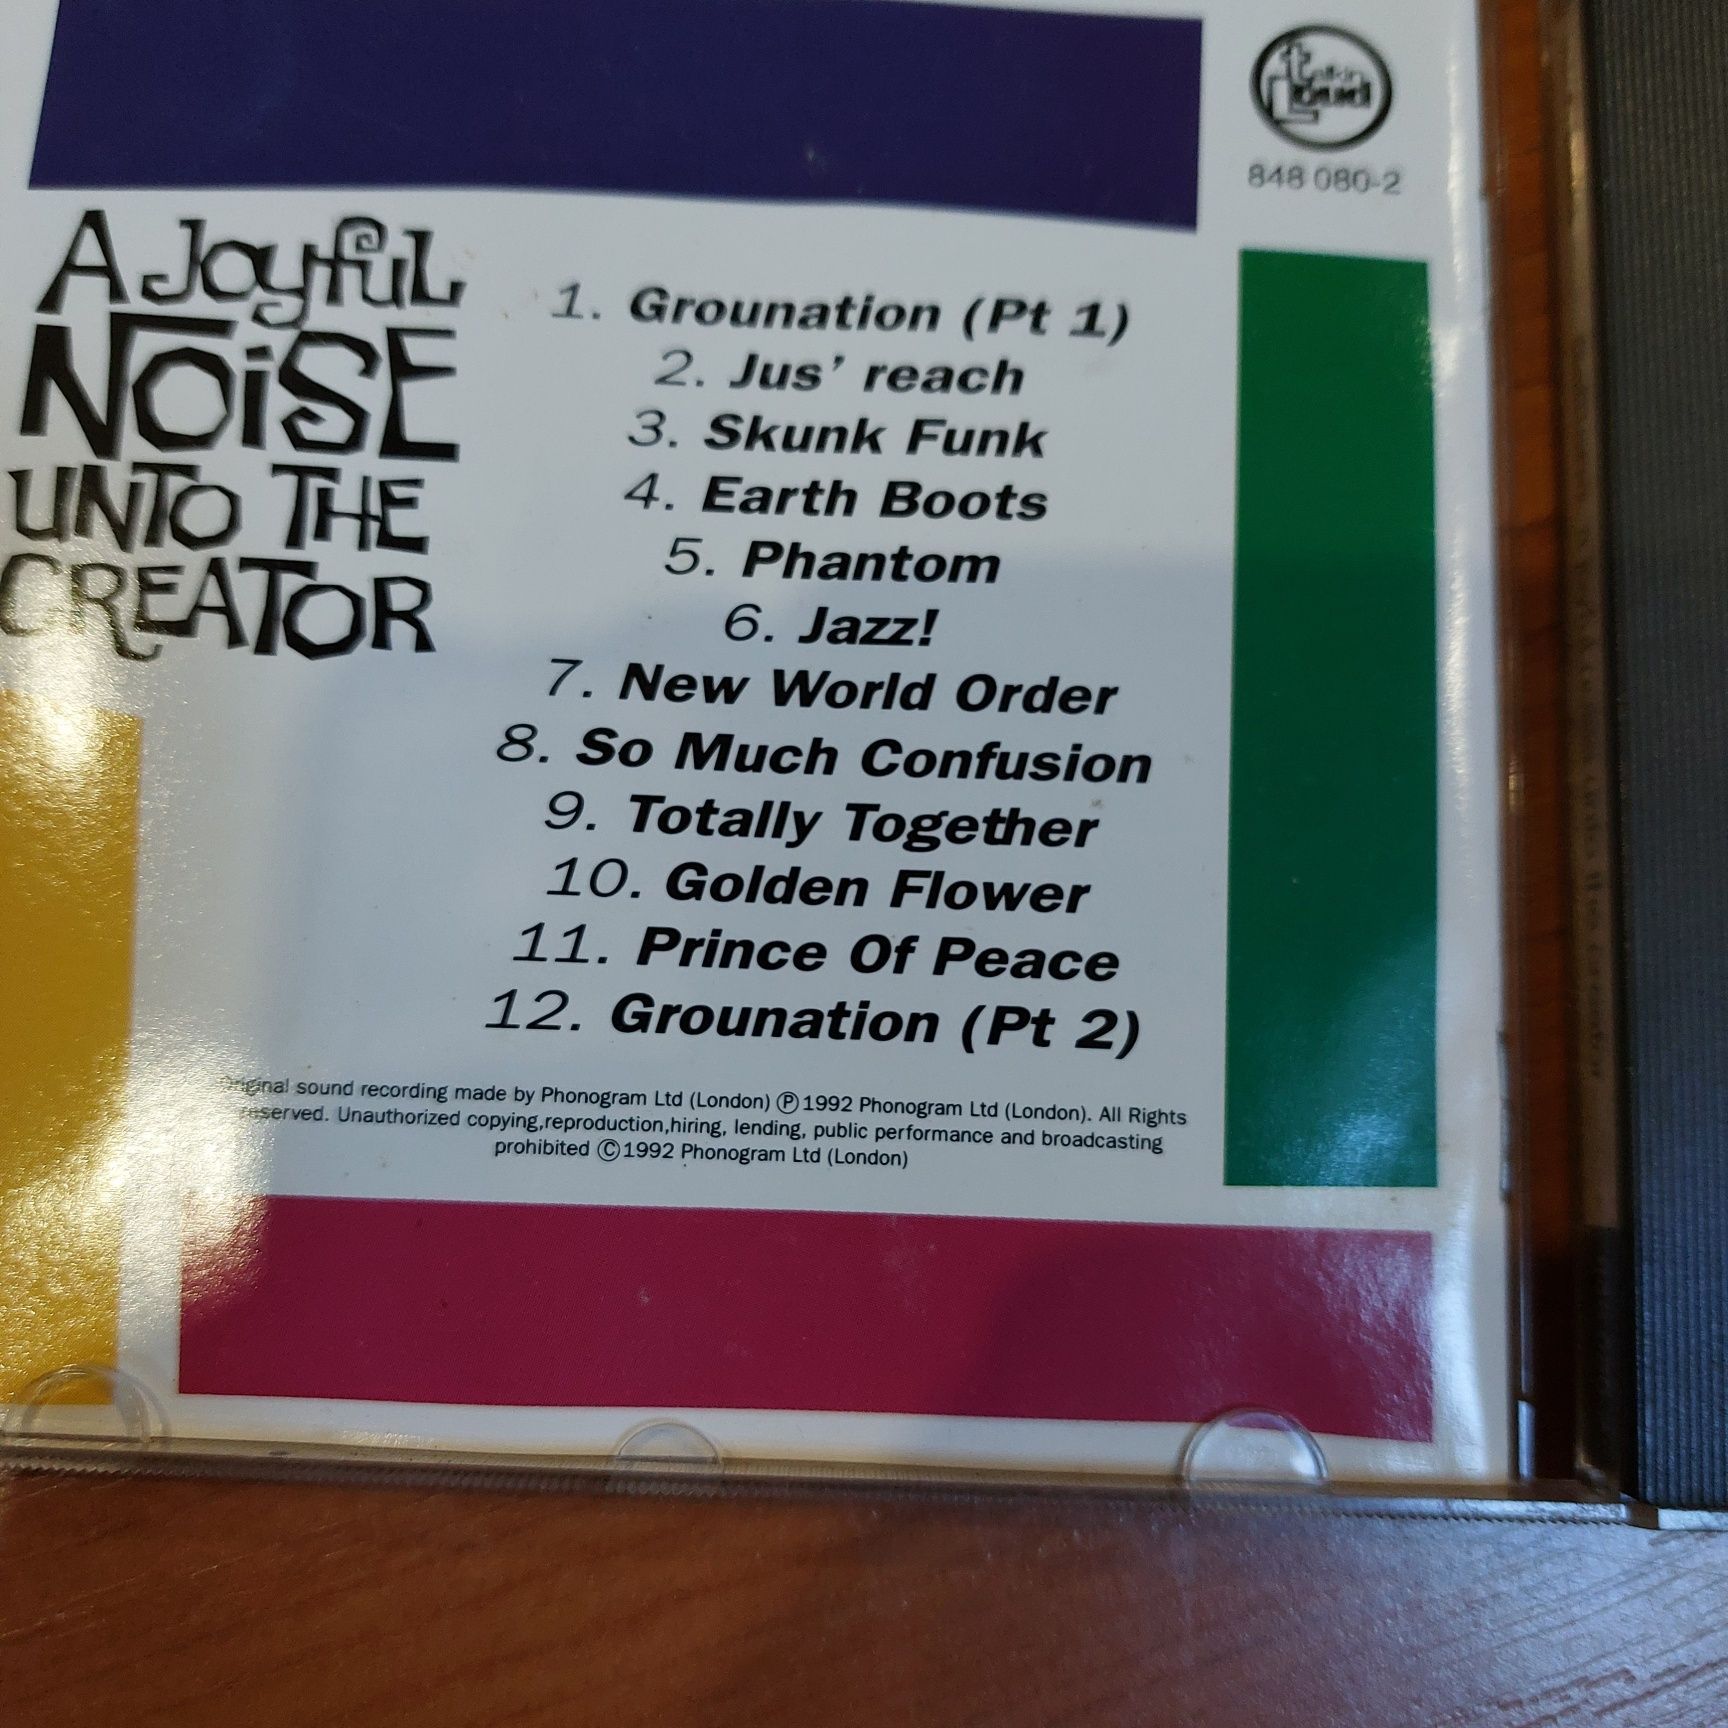 talkin Loud
848 080-2
A Joyful
NOiSE
UNTO THE
CREATOR
1. Grounation (Pt 1)
2. Jus' reach
3. Skunk Funk
4. Earth Boots
5. Phantom
6. Jazz!
7. New World Order
8. So Much Confusion
9. Totally Together
10. Golden Flower
11. Prince Of Peace
12. Grounation (Pt 2)
Original sound recording made by Phonogram Ltd (London) Ⓟ1992 Phonogram Ltd (London). All Rights
reserved. Unauthorized copying,reproduction,hiring, lending, public performance and broadcasting
prohibited ©1992 Phonogram Ltd (London)